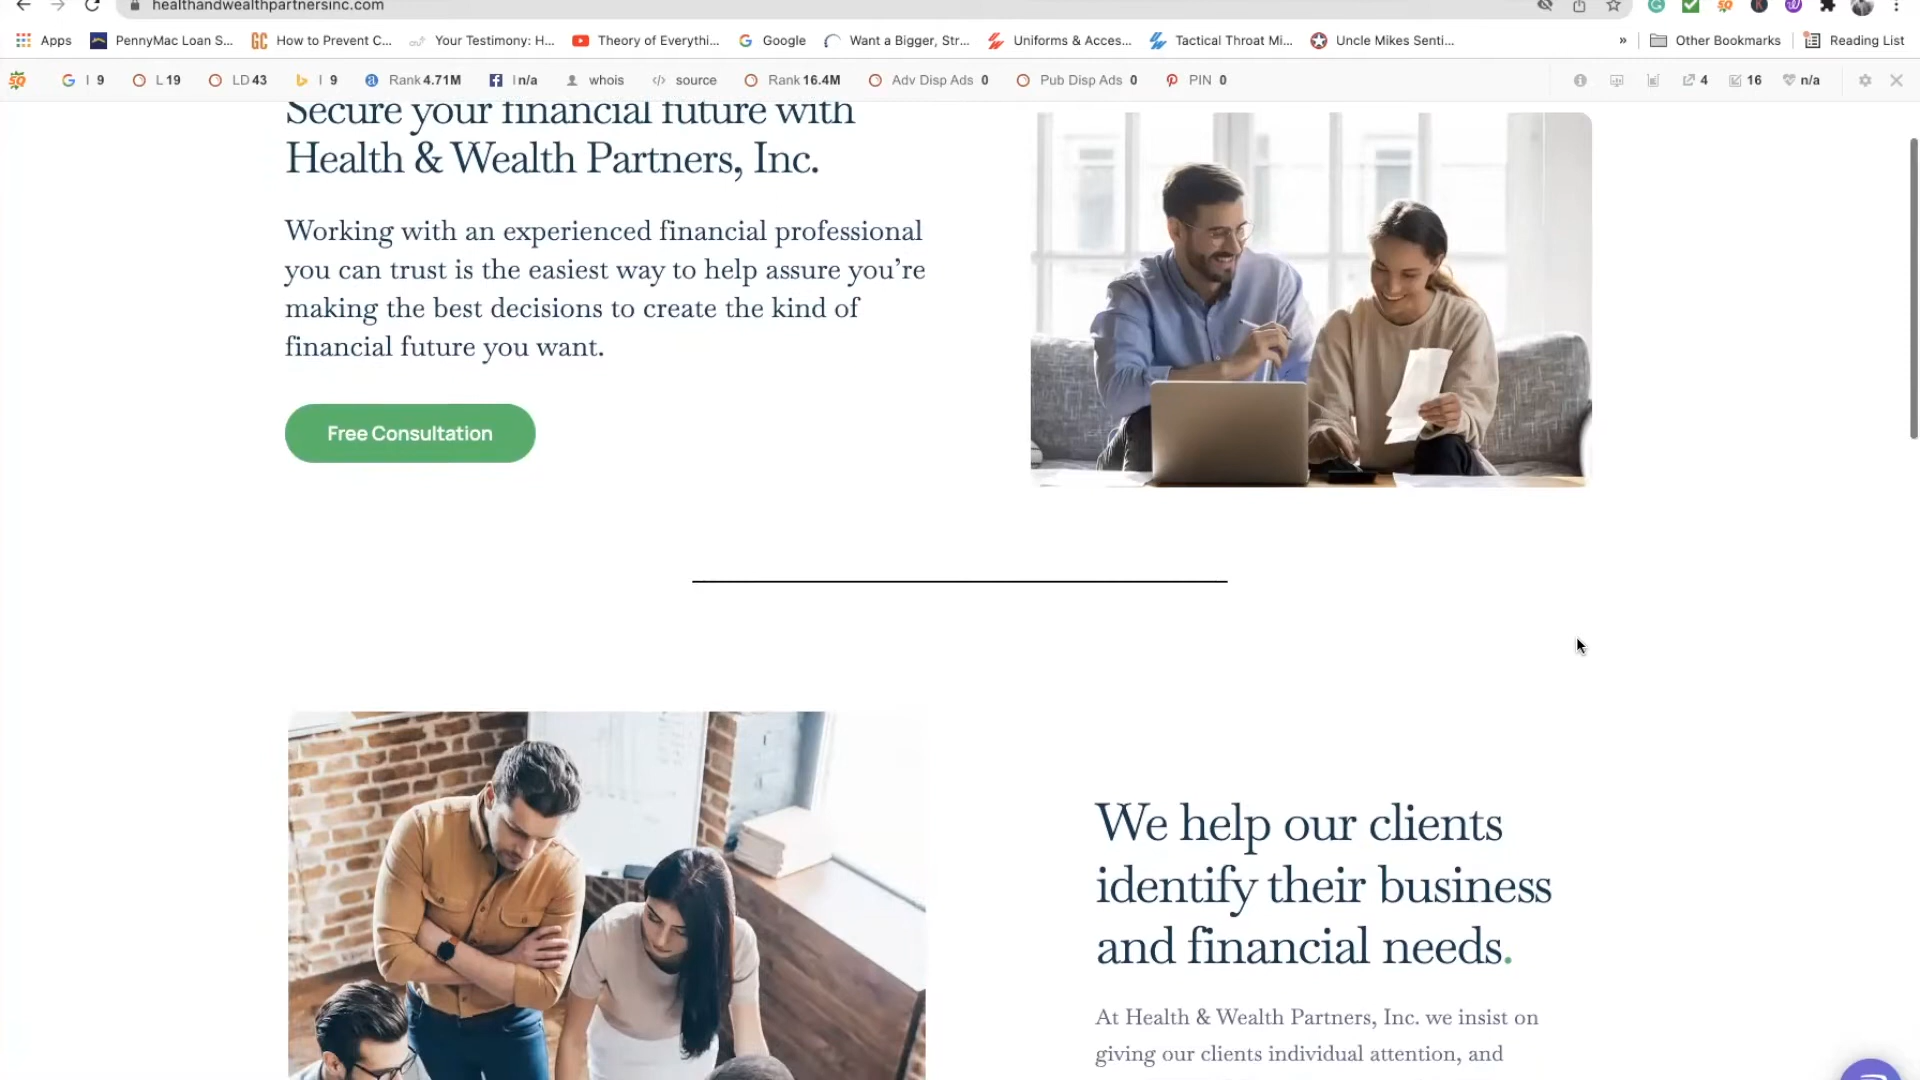 healthandwealthpartnersinc.com
Apps PennyMac Loan S... How to Prevent C... Your Testimony: H... Theory of Everythi... Google Want a Bigger, Str... Uniforms & Acces... Tactical Throat Mi... Uncle Mikes Senti... » Other Bookmarks Reading List
I 9 L 19 LD 43 I 9 Rank 4.71M I n/a whois source Rank 16.4M Adv Disp Ads 0 Pub Disp Ads 0 PIN 0 4 16 n/a
Secure your financial future with
Health & Wealth Partners, Inc.
Working with an experienced financial professional
you can trust is the easiest way to help assure you’re
making the best decisions to create the kind of
financial future you want.
Free Consultation
We help our clients
identify their business
and financial needs.
At Health & Wealth Partners, Inc. we insist on
giving our clients individual attention, and